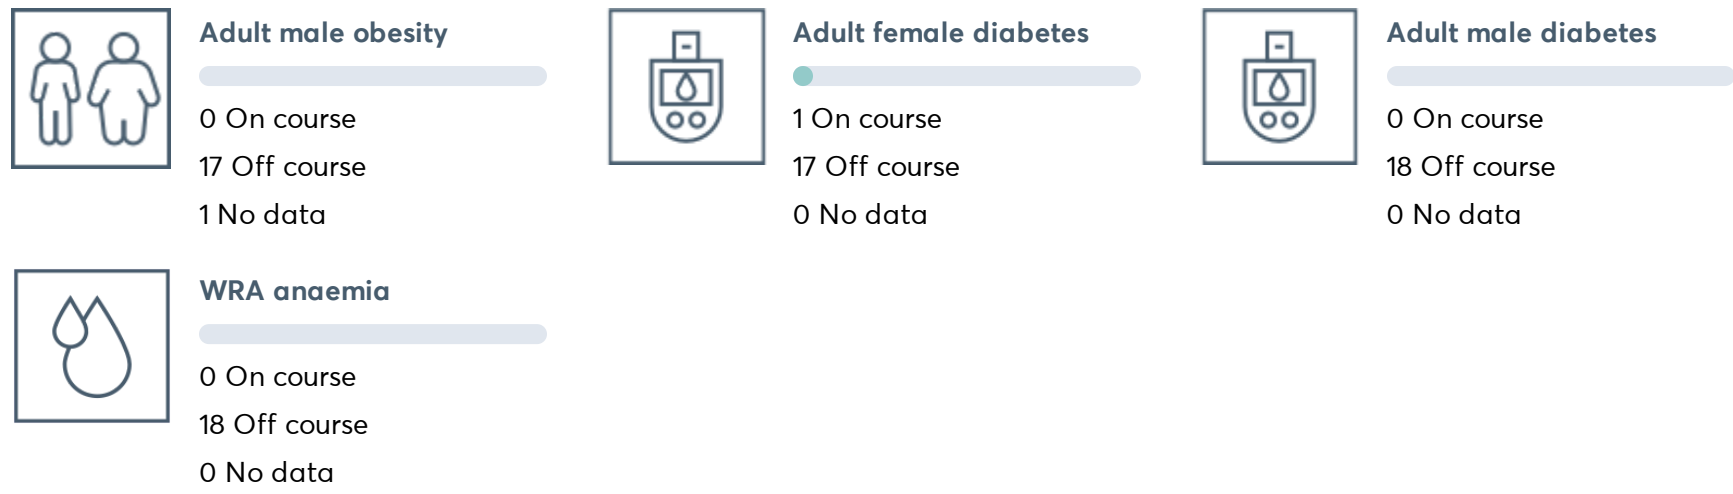 Adult male obesity
0 On course
17 Off course
1 No data
Adult female diabetes
1 On course
17 Off course
0 No data
Adult male diabetes
0 On course
18 Off course
0 No data
WRA anaemia
0 On course
18 Off course
0 No data